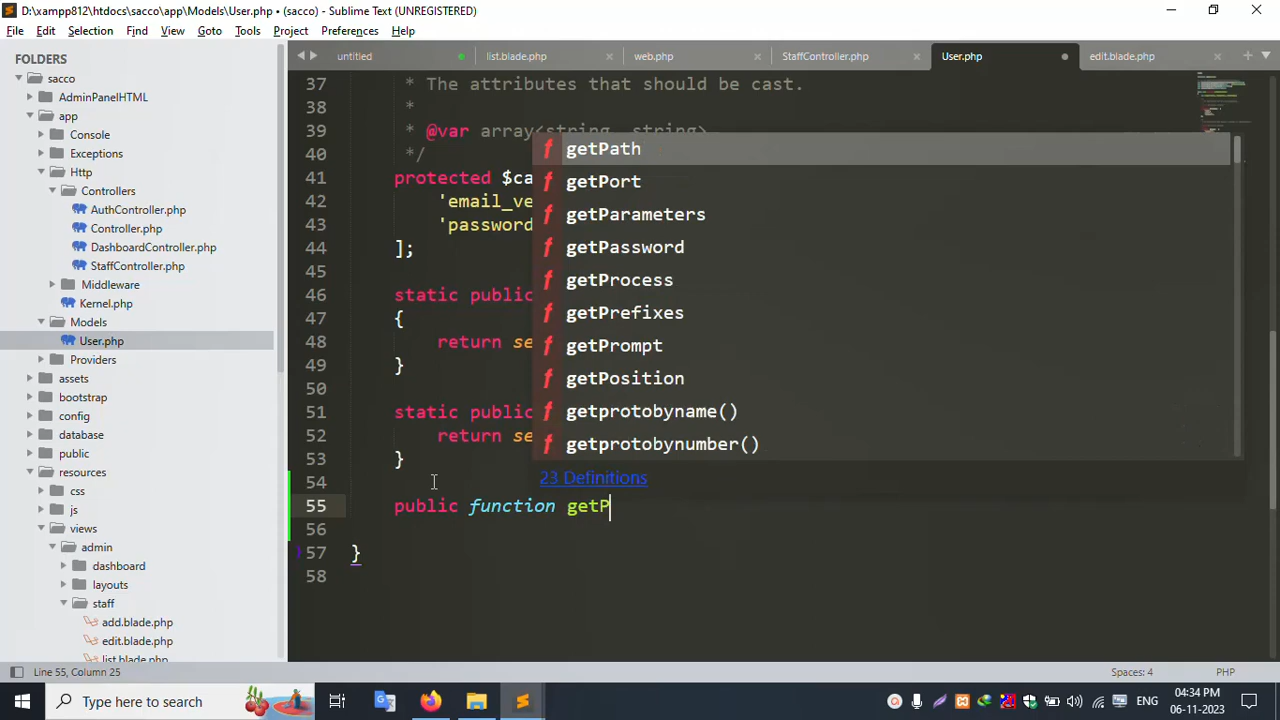 D:\xampp812\htdocs\sacco\app\Models\User.php • (sacco) - Sublime Text (UNREGISTERED)
File Edit Selection Find View Goto Tools Project Preferences Help
FOLDERS
sacco
AdminPanelHTML
app
Console
Exceptions
Http
Controllers
AuthController.php
Controller.php
DashboardController.php
StaffController.php
Middleware
Kernel.php
Models
User.php
Providers
assets
bootstrap
config
database
public
resources
css
js
views
admin
dashboard
layouts
staff
add.blade.php
edit.blade.php
list.blade.php
untitled list.blade.php web.php StaffController.php User.php edit.blade.php
37 * The attributes that should be cast.
38 *
39 * @var array<string, string>
40 */
41 protected $ca
42 'email_ve
43 'password
44 ];
45
46 static public
47 {
48 return se
49 }
50
51 static public
52 return se
53 }
54
55 public function getP
56
57 }
58
getPath
getPort
getParameters
getPassword
getProcess
getPrefixes
getPrompt
getPosition
getprotobyname()
getprotobynumber()
23 Definitions
Line 55, Column 25 Spaces: 4 PHP
Type here to search ENG 04:34 PM
06-11-2023